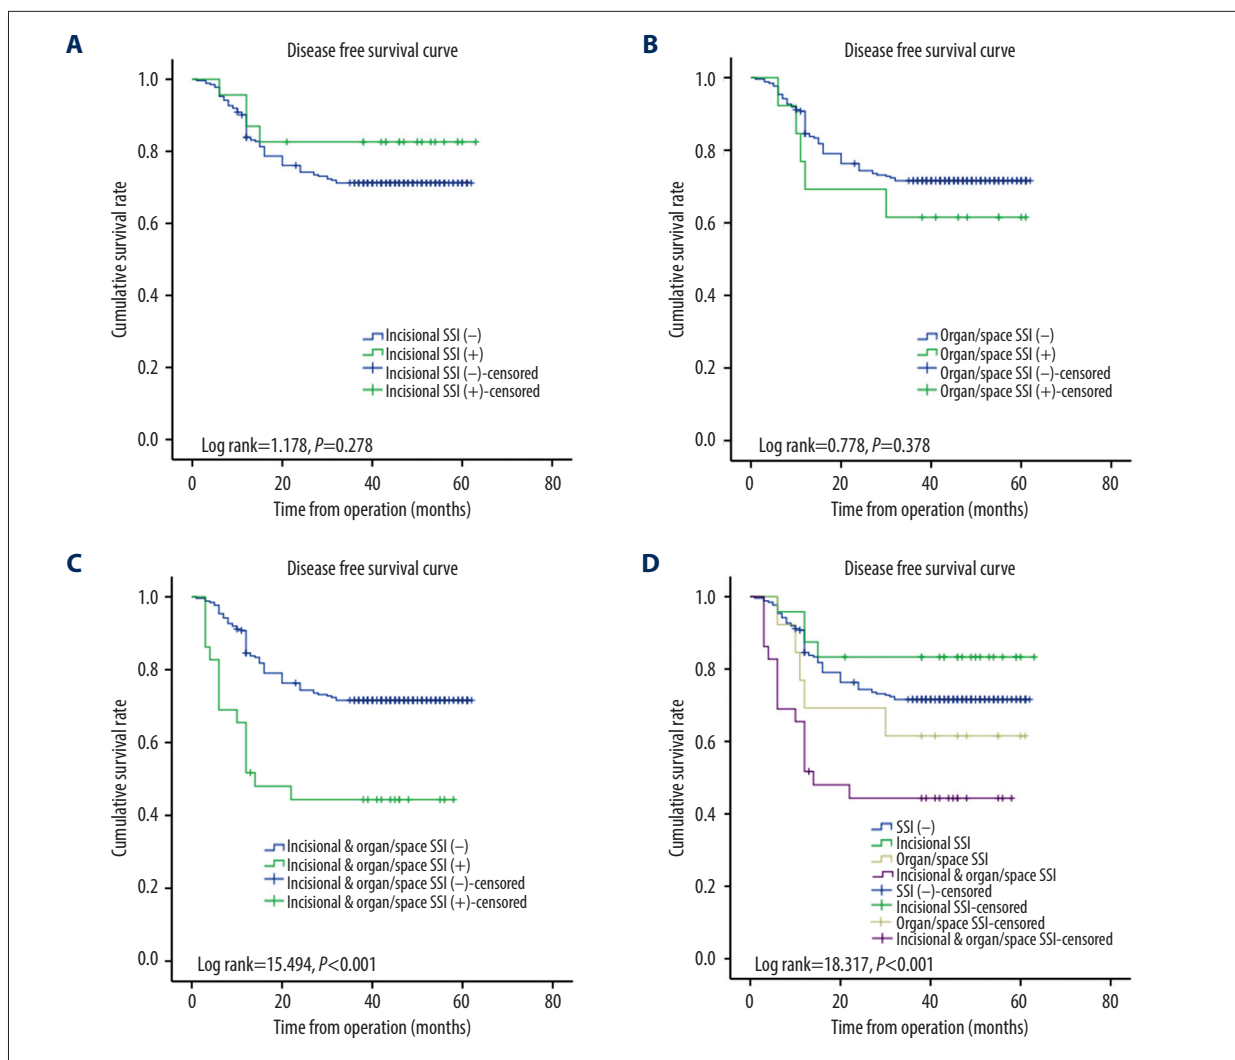 A
Disease free survival curve
1.0
0.8
0.6
0.4
0.2
0.0
Cumulative survival rate
Incisional SSI (−)
Incisional SSI (+)
Incisional SSI (−)-censored
Incisional SSI (+)-censored
Log rank=1.178, P=0.278
0 20 40 60 80
Time from operation (months)
B
Disease free survival curve
1.0
0.8
0.6
0.4
0.2
0.0
Cumulative survival rate
Organ/space SSI (−)
Organ/space SSI (+)
Organ/space SSI (−)-censored
Organ/space SSI (+)-censored
Log rank=0.778, P=0.378
0 20 40 60 80
Time from operation (months)
C
Disease free survival curve
1.0
0.8
0.6
0.4
0.2
0.0
Cumulative survival rate
Incisional & organ/space SSI (−)
Incisional & organ/space SSI (+)
Incisional & organ/space SSI (−)-censored
Incisional & organ/space SSI (+)-censored
Log rank=15.494, P<0.001
0 20 40 60 80
Time from operation (months)
D
Disease free survival curve
1.0
0.8
0.6
0.4
0.2
0.0
Cumulative survival rate
SSI (−)
Incisional SSI
Organ/space SSI
Incisional & organ/space SSI
SSI (−)-censored
Incisional SSI-censored
Organ/space SSI-censored
Incisional & organ/space SSI-censored
Log rank=18.317, P<0.001
0 20 40 60 80
Time from operation (months)